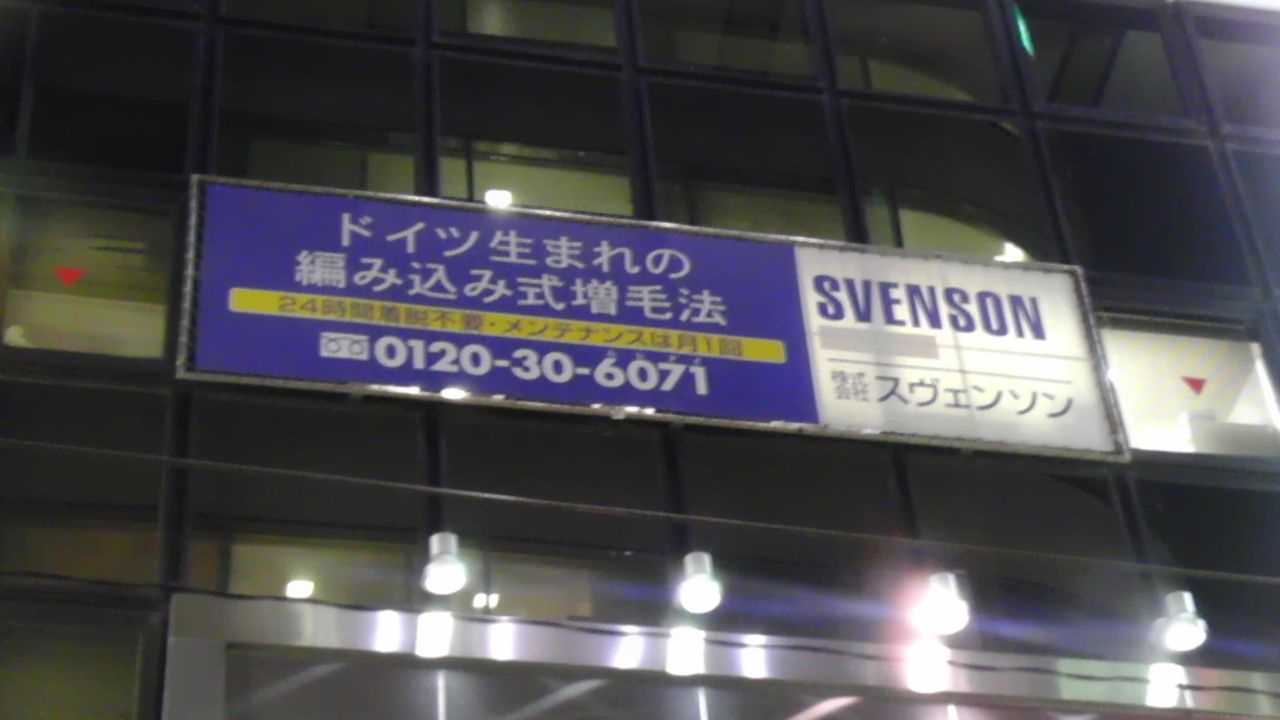 ドイツ生まれの
編み込み式増毛法
24時間着脱不要・メンテナンスは月1回
0120-30-6071
SVENSON
株式会社 スヴェンソン